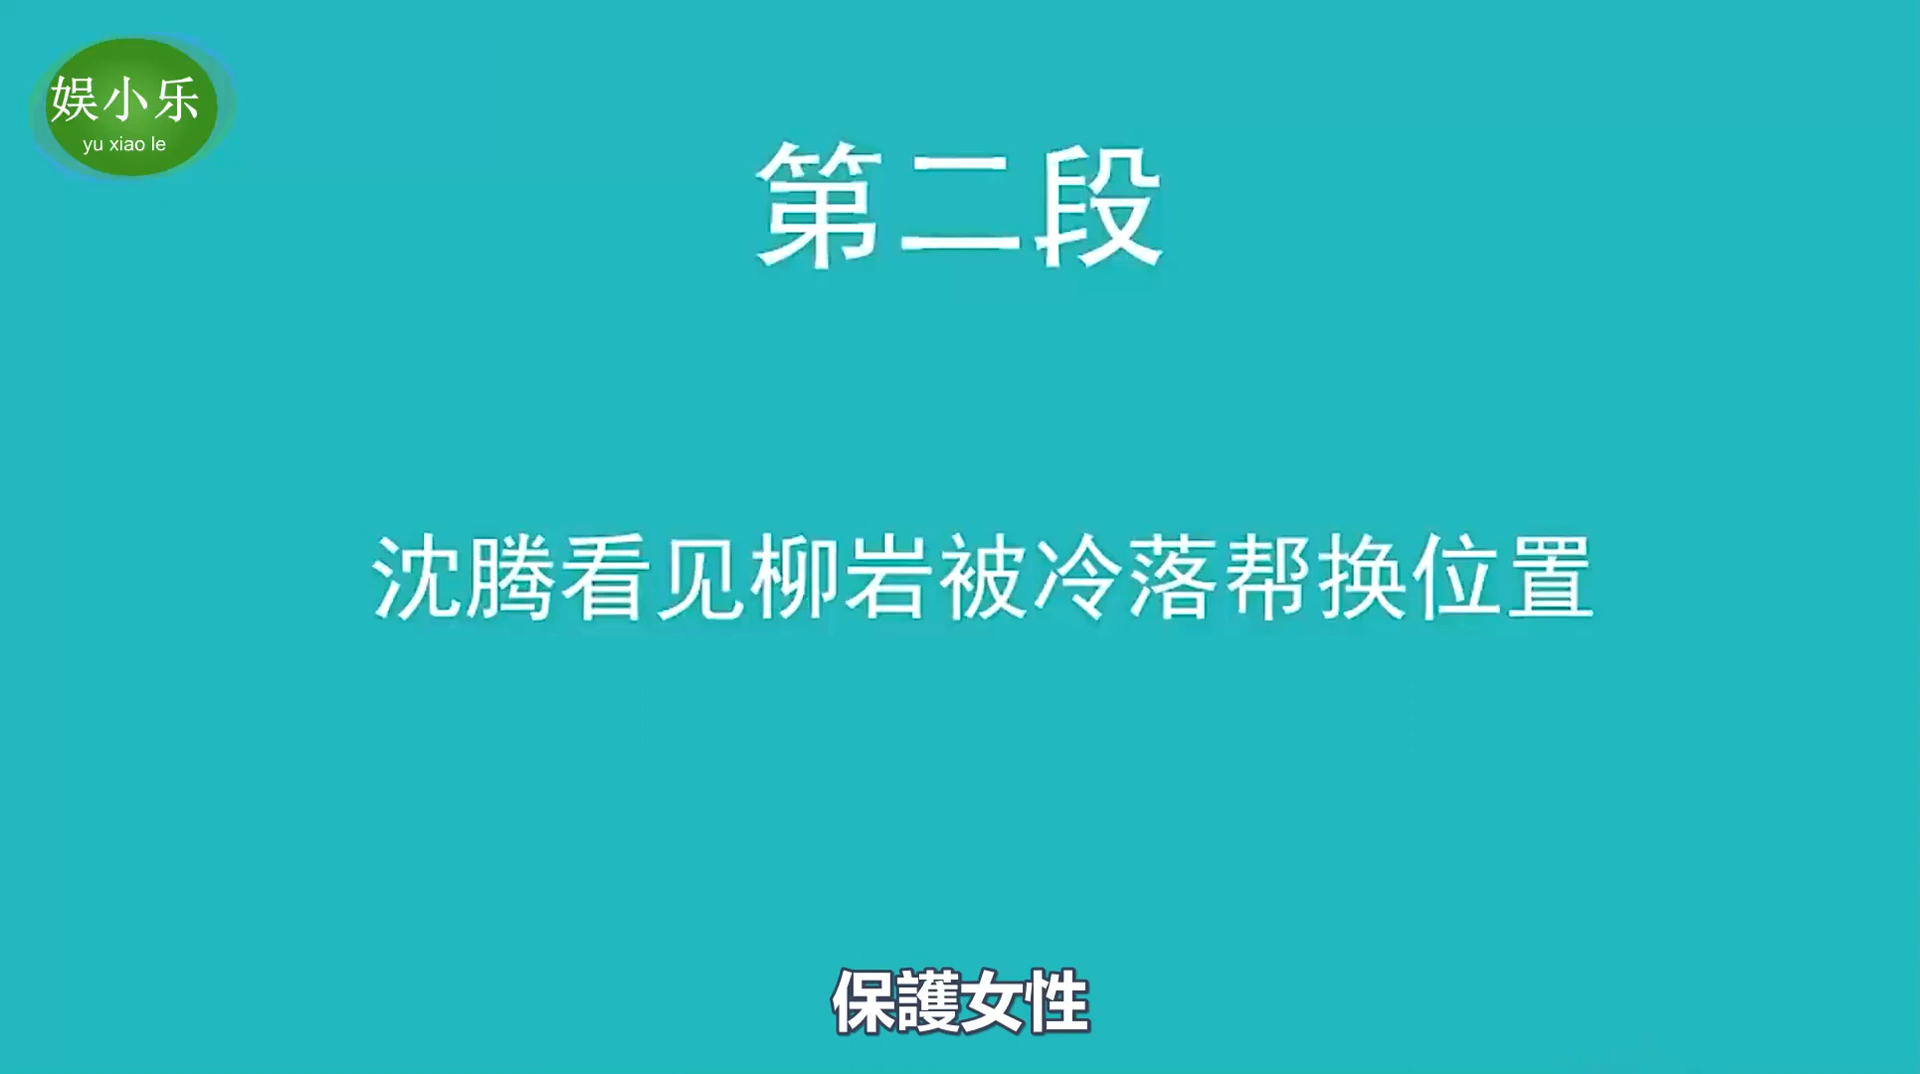 娱小乐
yu xiao le
第二段
沈腾看见柳岩被冷落帮换位置
保護女性